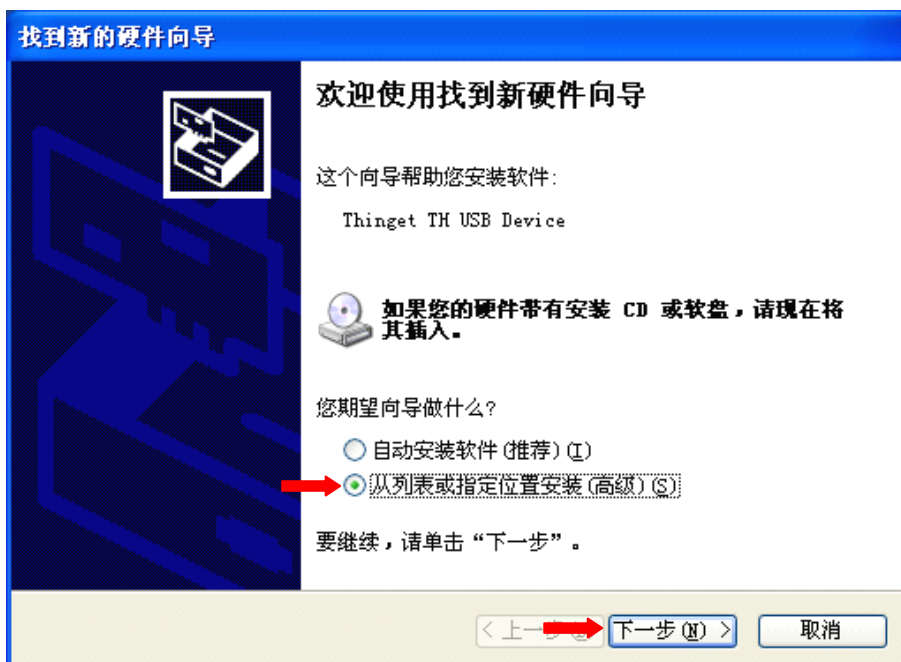 找到新的硬件向导
欢迎使用找到新硬件向导
这个向导帮助您安装软件:
Thinget TH USB Device
如果您的硬件带有安装 CD 或软盘，请现在将
其插入。
您期望向导做什么?
自动安装软件(推荐)(I)
从列表或指定位置安装(高级)(S)
要继续，请单击“下一步”。
< 上一
下一步(N) >
取消